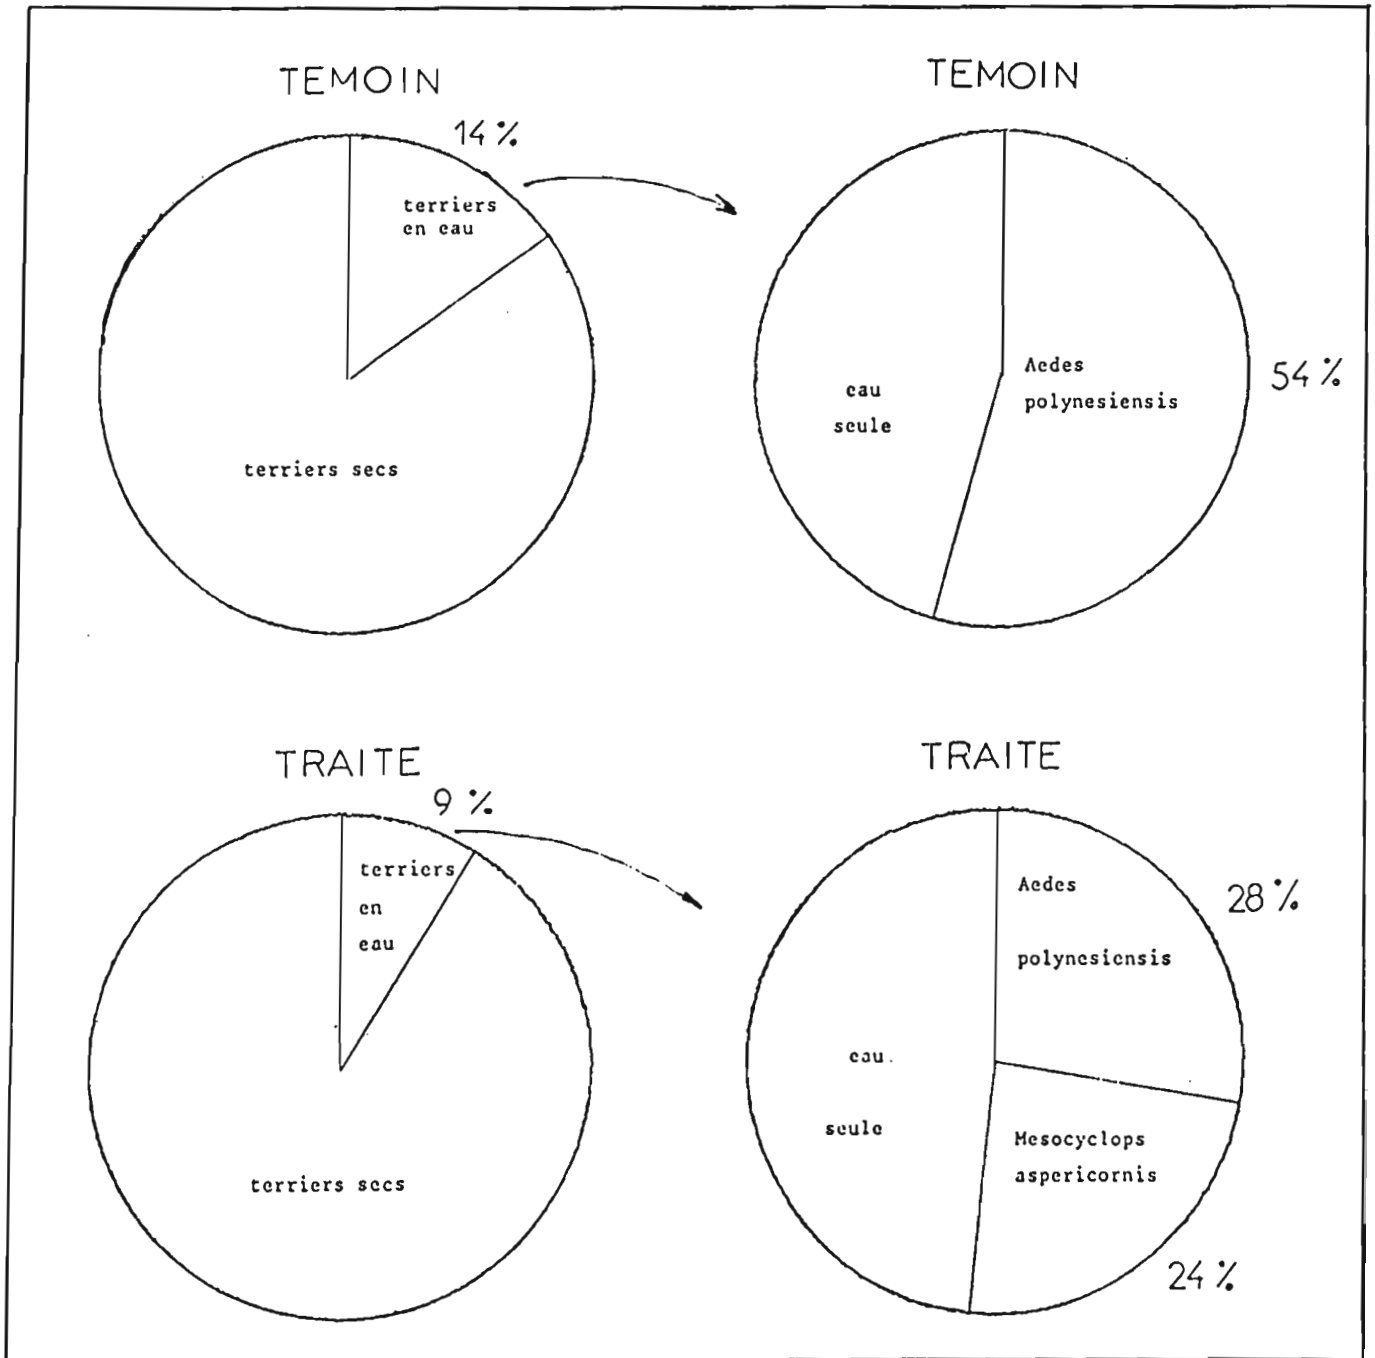 TEMOIN
14 %
terriers
en eau
terriers secs
TEMOIN
Aedes
polynesiensis
54 %
eau
seule
TRAITE
9 %
terriers
en
eau
terriers secs
TRAITE
Aedes
polynesiensis
28 %
eau
seule
Mesocyclops
aspericornis
24 %